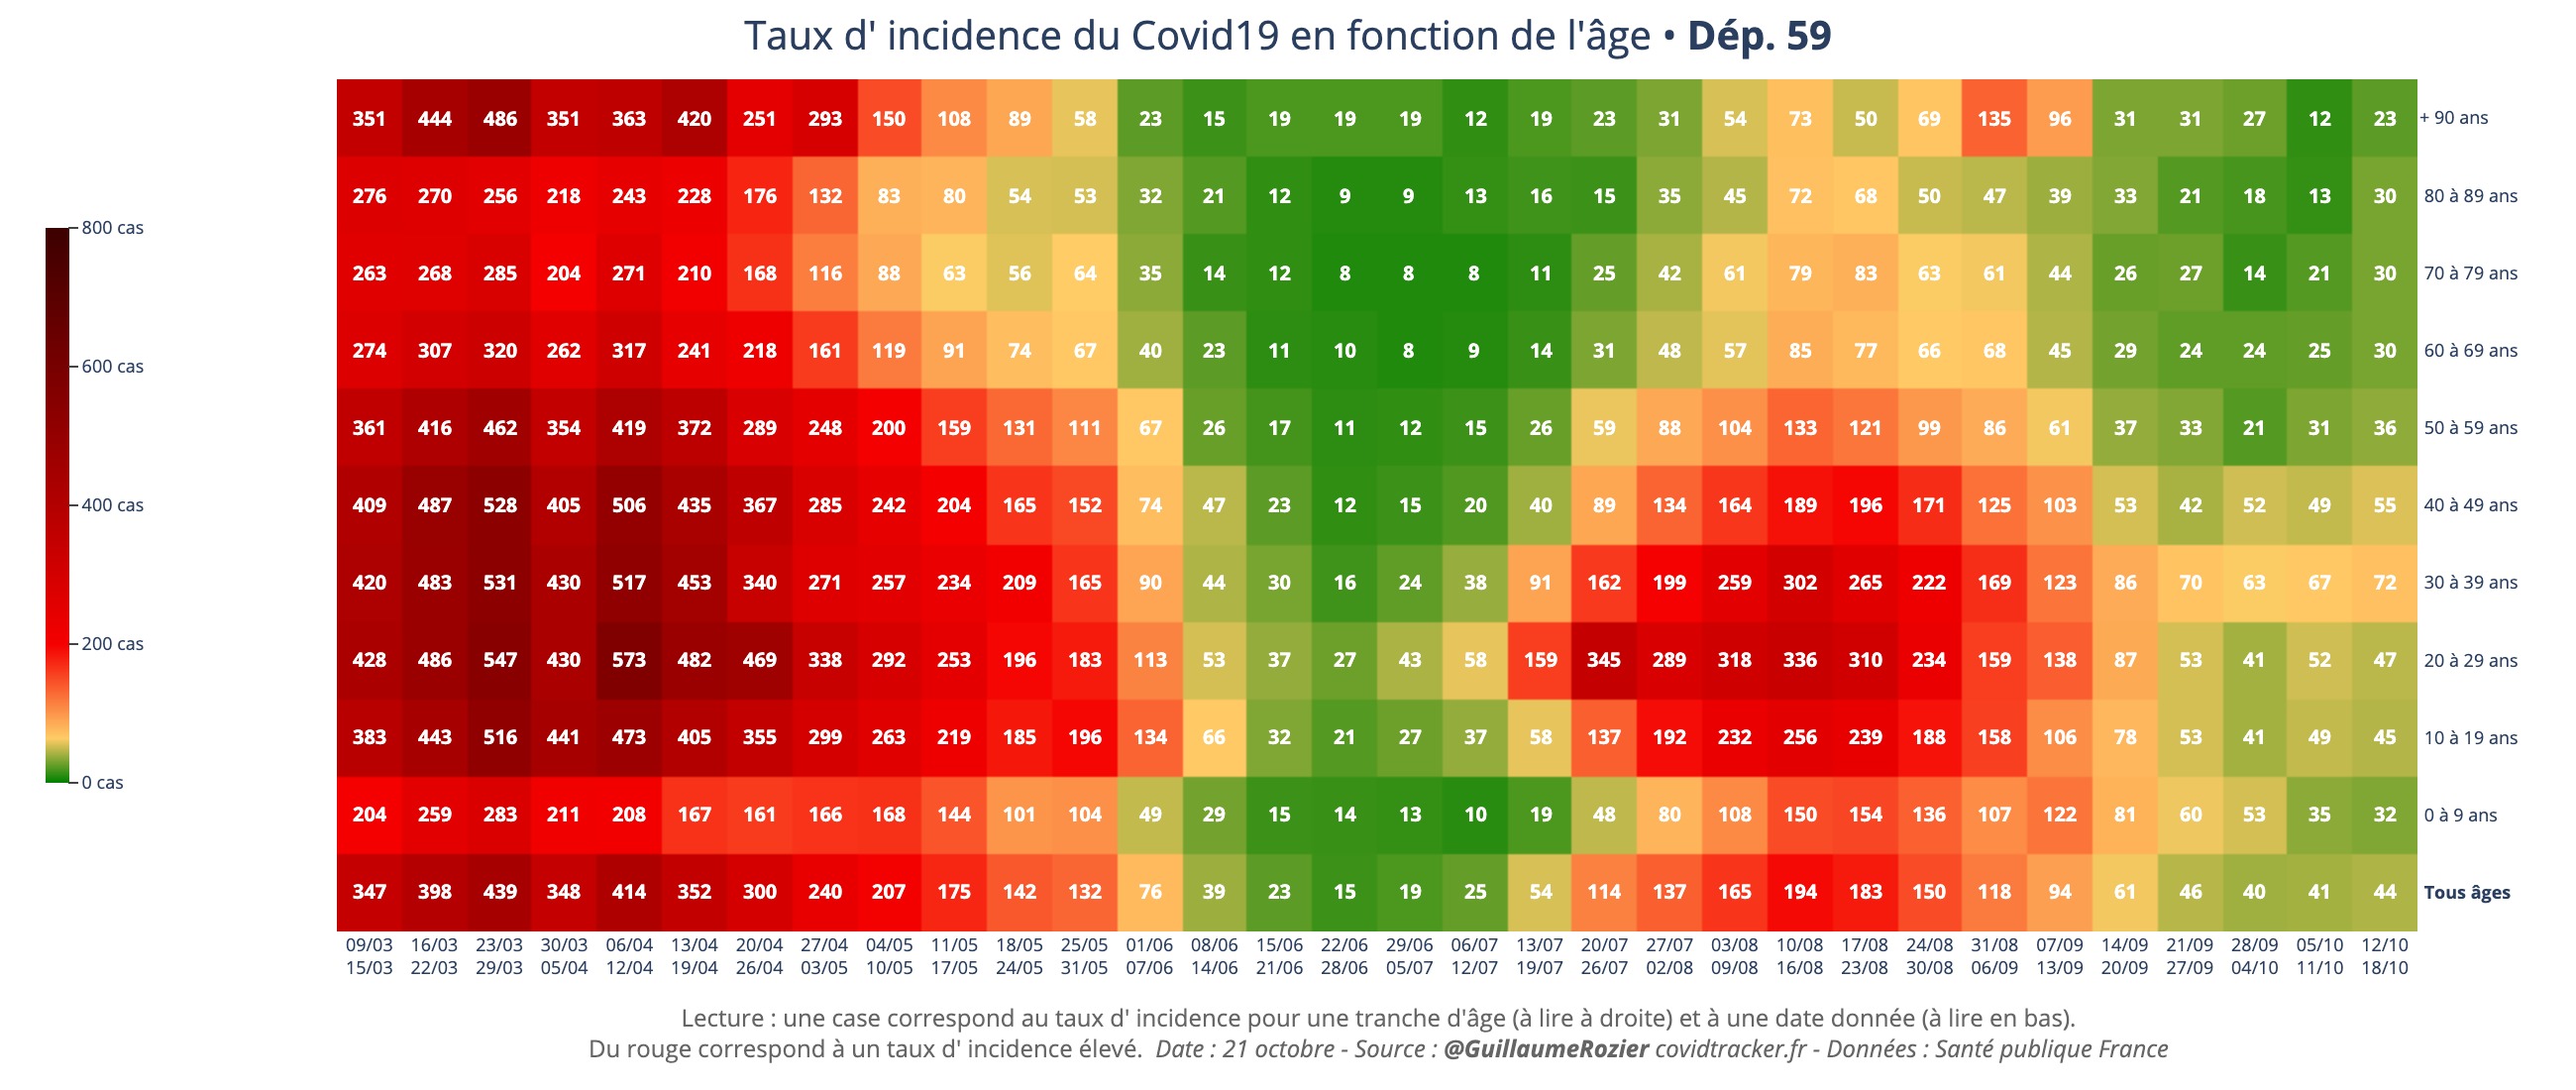 Taux d' incidence du Covid19 en fonction de l'âge • Dép. 59
800 cas
600 cas
400 cas
200 cas
0 cas
351 444 486 351 363 420 251 293 150 108 89 58 23 15 19 19 19 12 19 23 31 54 73 50 69 135 96 31 31 27 12 23 + 90 ans
276 270 256 218 243 228 176 132 83 80 54 53 32 21 12 9 9 13 16 15 35 45 72 68 50 47 39 33 21 18 13 30 80 à 89 ans
263 268 285 204 271 210 168 116 88 63 56 64 35 14 12 8 8 8 11 25 42 61 79 83 63 61 44 26 27 14 21 30 70 à 79 ans
274 307 320 262 317 241 218 161 119 91 74 67 40 23 11 10 8 9 14 31 48 57 85 77 66 68 45 29 24 24 25 30 60 à 69 ans
361 416 462 354 419 372 289 248 200 159 131 111 67 26 17 11 12 15 26 59 88 104 133 121 99 86 61 37 33 21 31 36 50 à 59 ans
409 487 528 405 506 435 367 285 242 204 165 152 74 47 23 12 15 20 40 89 134 164 189 196 171 125 103 53 42 52 49 55 40 à 49 ans
420 483 531 430 517 453 340 271 257 234 209 165 90 44 30 16 24 38 91 162 199 259 302 265 222 169 123 86 70 63 67 72 30 à 39 ans
428 486 547 430 573 482 469 338 292 253 196 183 113 53 37 27 43 58 159 345 289 318 336 310 234 159 138 87 53 41 52 47 20 à 29 ans
383 443 516 441 473 405 355 299 263 219 185 196 134 66 32 21 27 37 58 137 192 232 256 239 188 158 106 78 53 41 49 45 10 à 19 ans
204 259 283 211 208 167 161 166 168 144 101 104 49 29 15 14 13 10 19 48 80 108 150 154 136 107 122 81 60 53 35 32 0 à 9 ans
347 398 439 348 414 352 300 240 207 175 142 132 76 39 23 15 19 25 54 114 137 165 194 183 150 118 94 61 46 40 41 44 Tous âges
09/03 16/03 23/03 30/03 06/04 13/04 20/04 27/04 04/05 11/05 18/05 25/05 01/06 08/06 15/06 22/06 29/06 06/07 13/07 20/07 27/07 03/08 10/08 17/08 24/08 31/08 07/09 14/09 21/09 28/09 05/10 12/10
15/03 22/03 29/03 05/04 12/04 19/04 26/04 03/05 10/05 17/05 24/05 31/05 07/06 14/06 21/06 28/06 05/07 12/07 19/07 26/07 02/08 09/08 16/08 23/08 30/08 06/09 13/09 20/09 27/09 04/10 11/10 18/10
Lecture : une case correspond au taux d' incidence pour une tranche d'âge (à lire à droite) et à une date donnée (à lire en bas).
Du rouge correspond à un taux d' incidence élevé. Date : 21 octobre - Source : @GuillaumeRozier covidtracker.fr - Données : Santé publique France